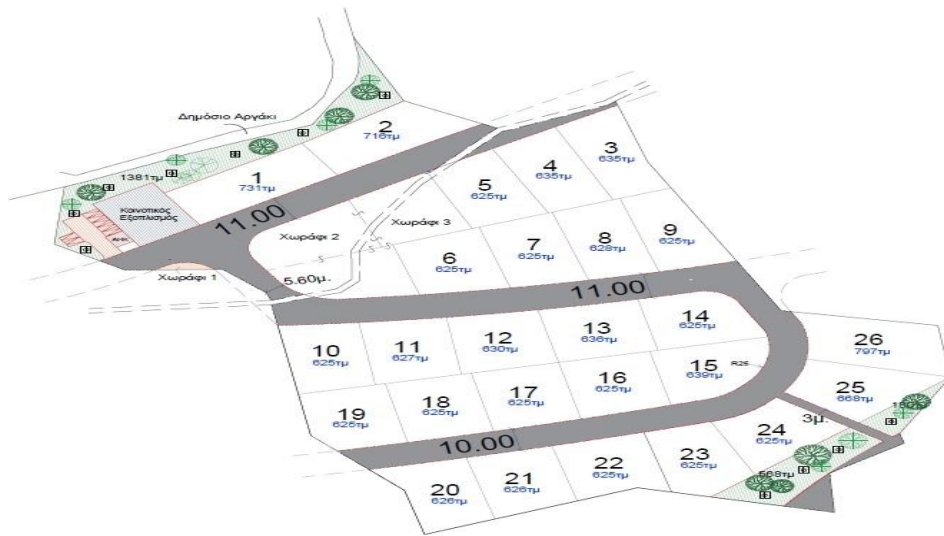 Δημόσιο Αργάκι
2
716τμ
1381τμ
1
731τμ
Κοινοτικός
Εξοπλισμός
11.00
Χωράφι 2
Χωράφι 3
Χωράφι 1
5.60μ.
5
625τμ
4
635τμ
3
635τμ
6
625τμ
7
625τμ
8
628τμ
9
625τμ
11.00
10
625τμ
11
627τμ
12
630τμ
13
636τμ
14
625τμ
15
639τμ
R25
16
625τμ
17
625τμ
18
625τμ
19
625τμ
26
797τμ
25
668τμ
3μ.
24
625τμ
568τμ
10.00
20
626τμ
21
626τμ
22
625τμ
23
625τμ